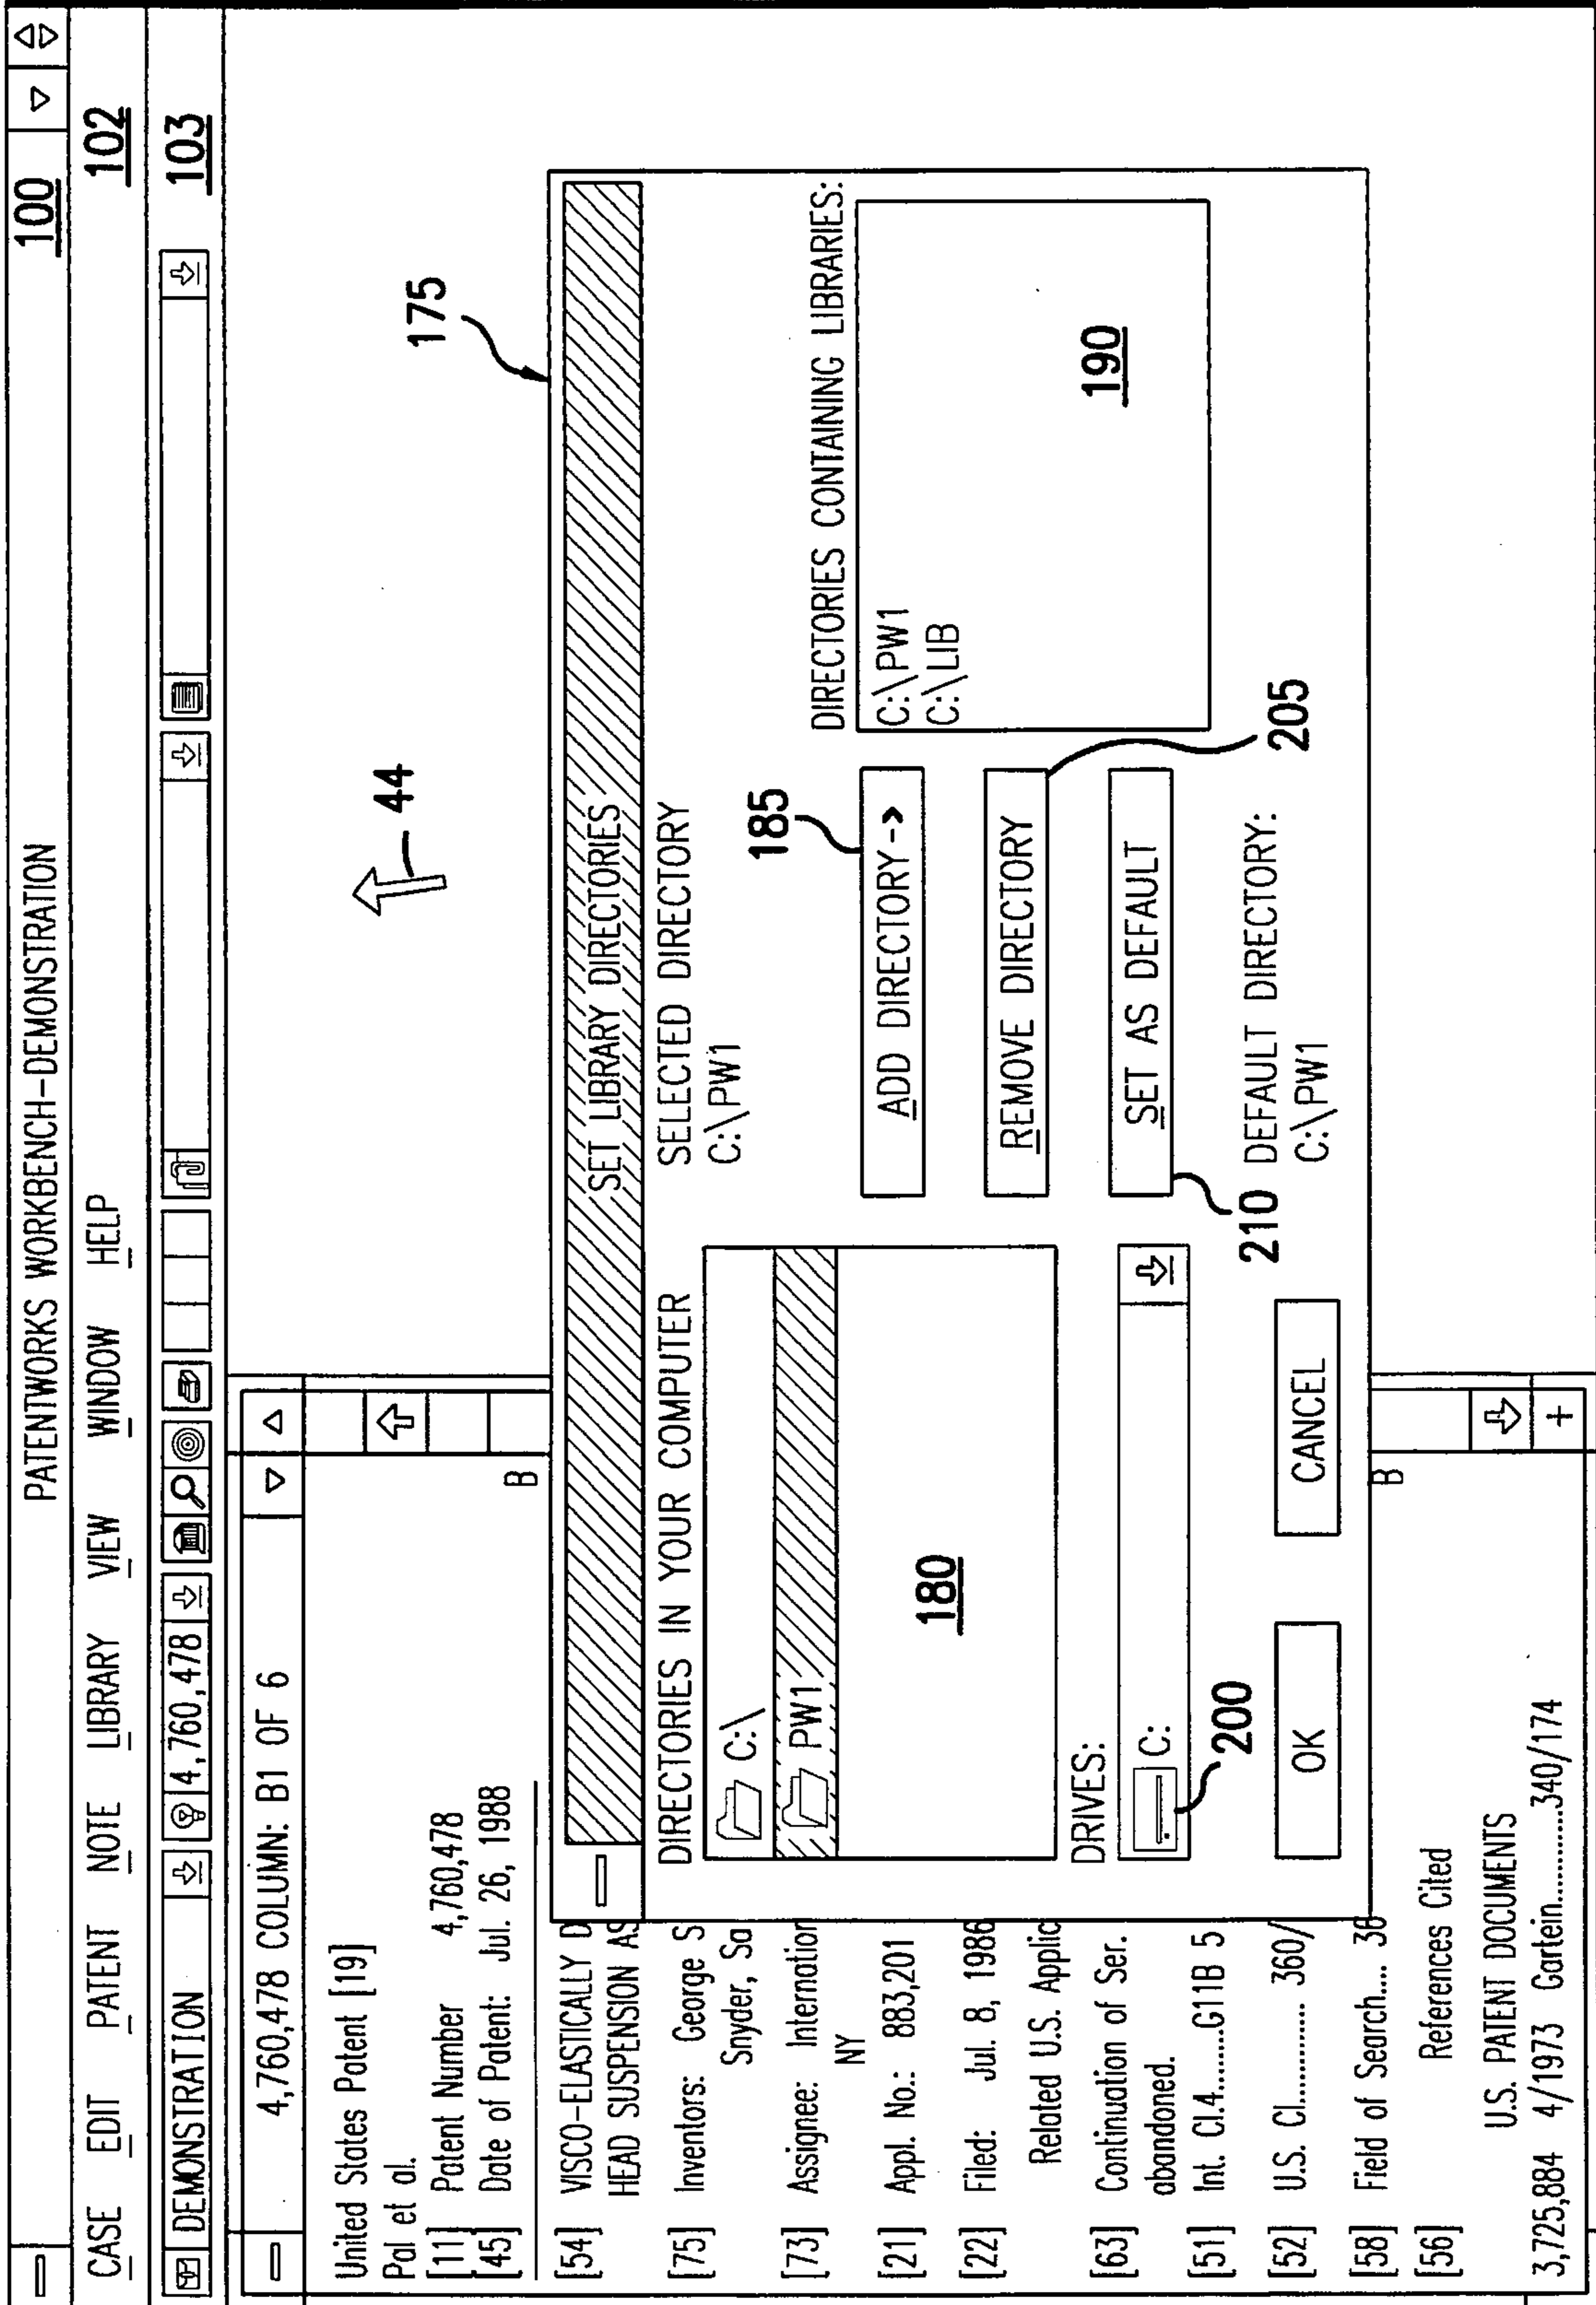 PATENTWORKS WORKBENCH-DEMONSTRATION 100
CASE EDIT PATENT NOTE LIBRARY VIEW WINDOW HELP 102
DEMONSTRATION 4,760,478 103
4,760,478 COLUMN: B1 OF 6
United States Patent [19]
Pal et al.
[11] Patent Number 4,760,478
[45] Date of Patent: Jul. 26, 1988
B
[54] VISCO-ELASTICALLY D
HEAD SUSPENSION AS
[75] Inventors: George S
Snyder, Sa
[73] Assignee: Internation
NY
[21] Appl. No.: 883,201
[22] Filed: Jul. 8, 1986
Related U.S. Applic
[63] Continuation of Ser.
abandoned.
[51] Int. Cl.4.........G11B 5
[52] U.S. Cl.............. 360/
[58] Field of Search.... 36
B
[56] References Cited
U.S. PATENT DOCUMENTS
3,725,884 4/1973 Gartein............340/174
44
175
SET LIBRARY DIRECTORIES
DIRECTORIES IN YOUR COMPUTER
C:\
PW1
180
DRIVES:
C:
200
OK
CANCEL
SELECTED DIRECTORY
C:\PW1
185
ADD DIRECTORY->
REMOVE DIRECTORY
205
SET AS DEFAULT
210
DEFAULT DIRECTORY:
C:\PW1
DIRECTORIES CONTAINING LIBRARIES:
C:\PW1
C:\LIB
190